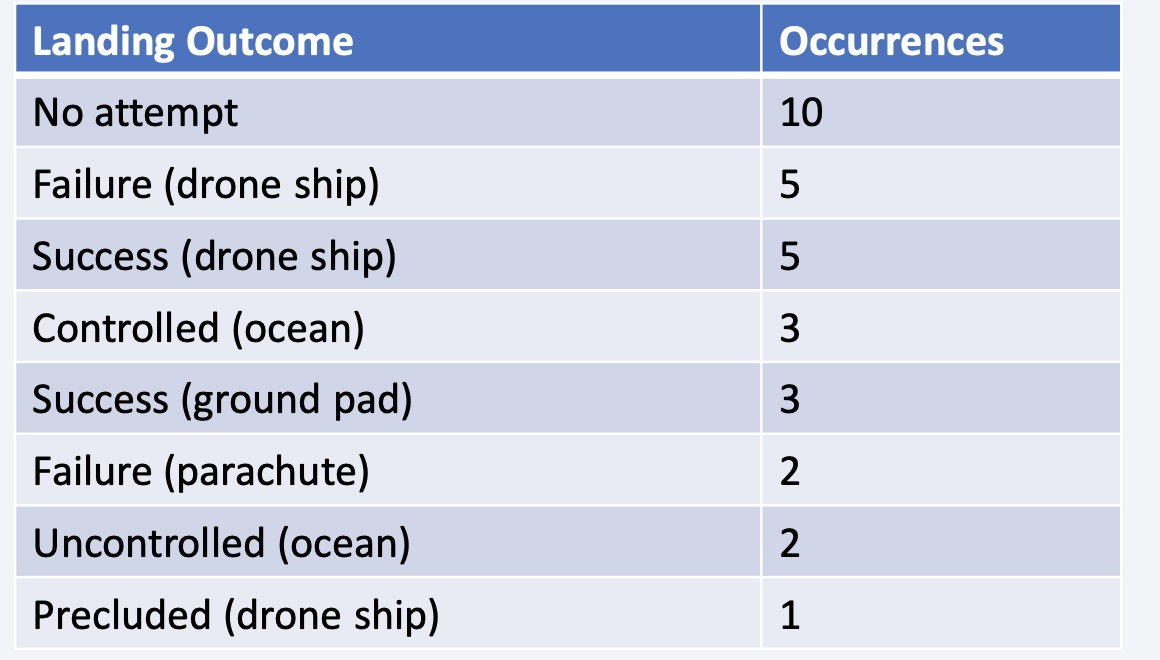 Landing Outcome Occurrences
No attempt 10
Failure (drone ship) 5
Success (drone ship) 5
Controlled (ocean) 3
Success (ground pad) 3
Failure (parachute) 2
Uncontrolled (ocean) 2
Precluded (drone ship) 1